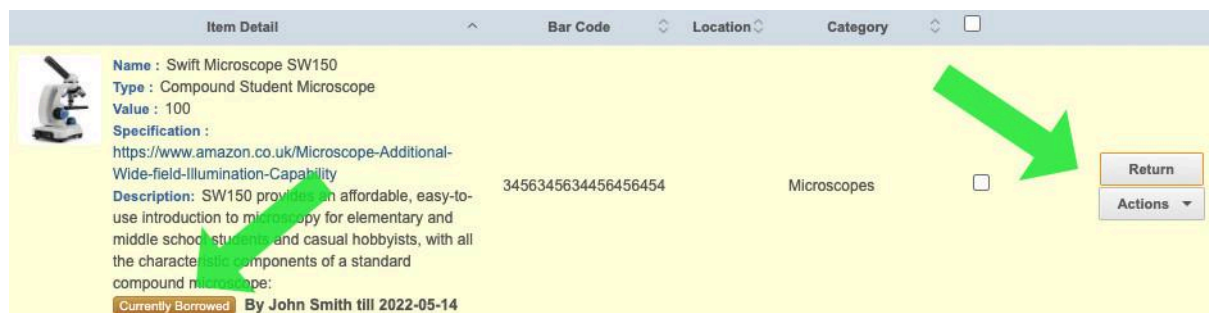 Item Detail Bar Code Location Category
Name : Swift Microscope SW150
Type : Compound Student Microscope
Value : 100
Specification :
https://www.amazon.co.uk/Microscope-Additional-
Wide-field-Illumination-Capability
Description: SW150 provides an affordable, easy-to-
use introduction to microscopy for elementary and
middle school students and casual hobbyists, with all
the characteristic components of a standard
compound microscope:
Currently Borrowed By John Smith till 2022-05-14
3456345634456456454
Microscopes
Return
Actions